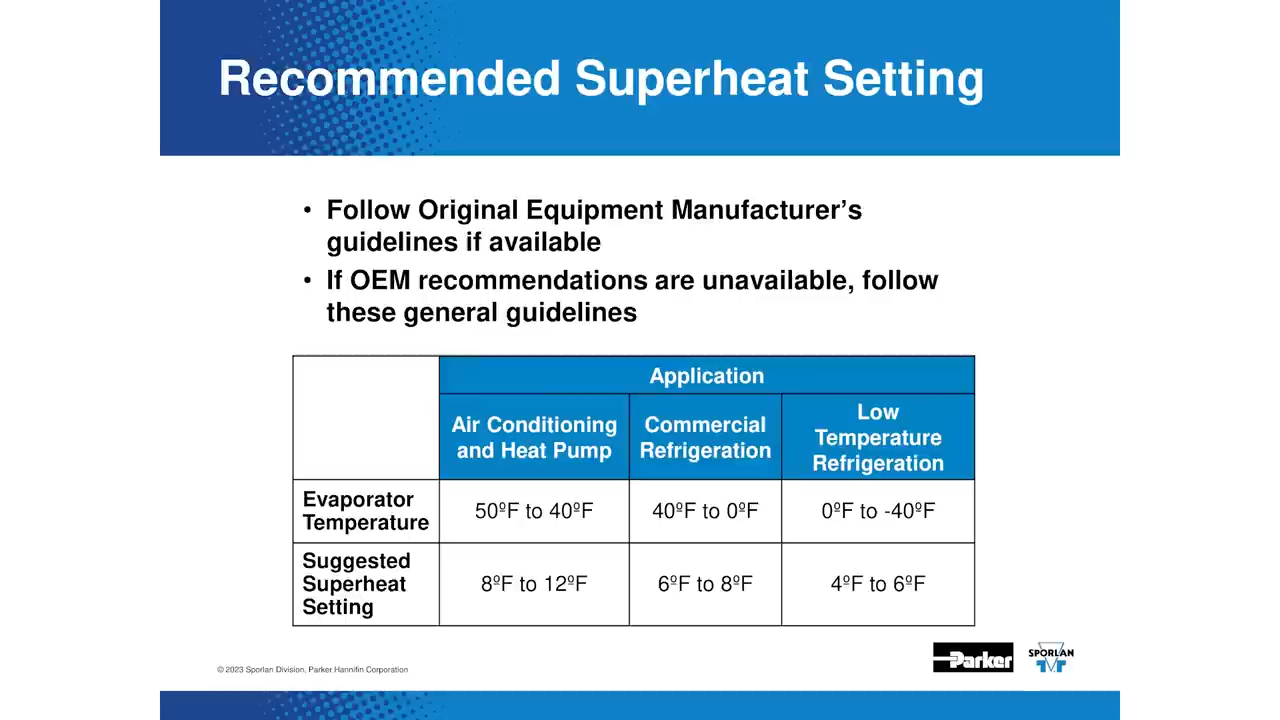 Recommended Superheat Setting
• Follow Original Equipment Manufacturer’s
guidelines if available
• If OEM recommendations are unavailable, follow
these general guidelines
Application
Air Conditioning
and Heat Pump
Commercial
Refrigeration
Low
Temperature
Refrigeration
Evaporator
Temperature
50ºF to 40ºF
40ºF to 0ºF
0ºF to -40ºF
Suggested
Superheat
Setting
8ºF to 12ºF
6ºF to 8ºF
4ºF to 6ºF
© 2023 Sporlan Division, Parker Hannifin Corporation
Parker
SPORLAN